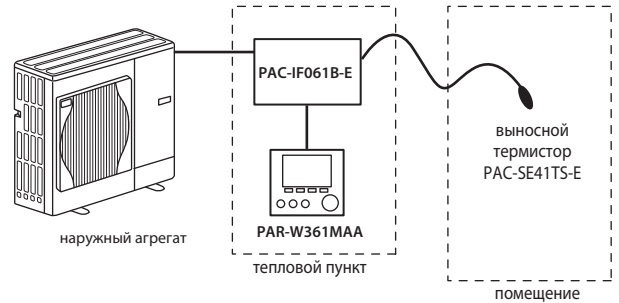 PAC-IF061B-E
выносной
термистор
PAC-SE41TS-E
PAR-W361MAA
наружный агрегат
тепловой пункт
помещение